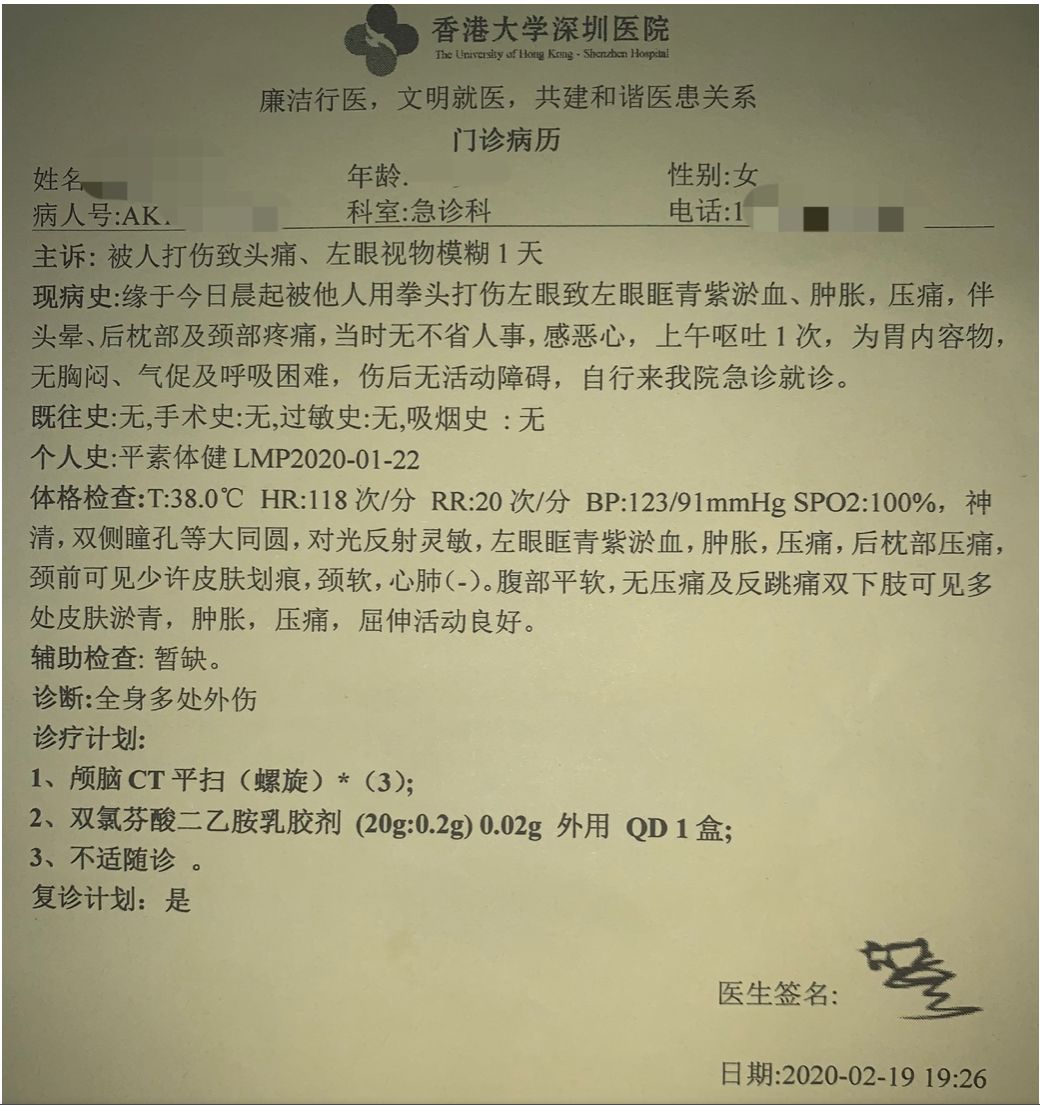 香港大学深圳医院
The University of Hong Kong - Shenzhen Hospital
廉洁行医，文明就医，共建和谐医患关系
门诊病历
姓名 年龄. 性别:女
病人号:AK. 科室:急诊科 电话:1
主诉: 被人打伤致头痛、左眼视物模糊 1 天
现病史:缘于今日晨起被他人用拳头打伤左眼致左眼眶青紫淤血、肿胀，压痛，伴
头晕、后枕部及颈部疼痛，当时无不省人事，感恶心，上午呕吐 1 次，为胃内容物，
无胸闷、气促及呼吸困难，伤后无活动障碍，自行来我院急诊就诊。
既往史:无,手术史:无,过敏史:无,吸烟史 : 无
个人史:平素体健 LMP2020-01-22
体格检查:T:38.0℃ HR:118 次/分 RR:20 次/分 BP:123/91mmHg SPO2:100%，神
清，双侧瞳孔等大同圆，对光反射灵敏，左眼眶青紫淤血，肿胀，压痛，后枕部压痛，
颈前可见少许皮肤划痕，颈软，心肺(-)。腹部平软，无压痛及反跳痛双下肢可见多
处皮肤淤青，肿胀，压痛，屈伸活动良好。
辅助检查: 暂缺。
诊断:全身多处外伤
诊疗计划:
1、颅脑 CT 平扫（螺旋）*（3）;
2、双氯芬酸二乙胺乳胶剂 (20g:0.2g) 0.02g 外用 QD 1 盒;
3、不适随诊 。
复诊计划: 是
医生签名:
日期:2020-02-19 19:26